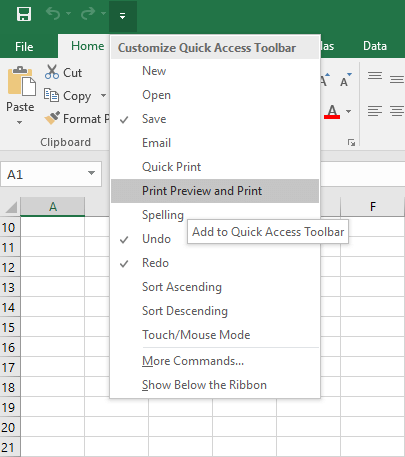 File Home las Data
Customize Quick Access Toolbar
New
Open
Save
Email
Quick Print
Print Preview and Print
Spelling
Add to Quick Access Toolbar
Undo
Redo
Sort Ascending
Sort Descending
Touch/Mouse Mode
More Commands...
Show Below the Ribbon
Cut
Copy
Format P
Paste
Clipboard
A
A1
A F
10
11
12
13
14
15
16
17
18
19
20
21